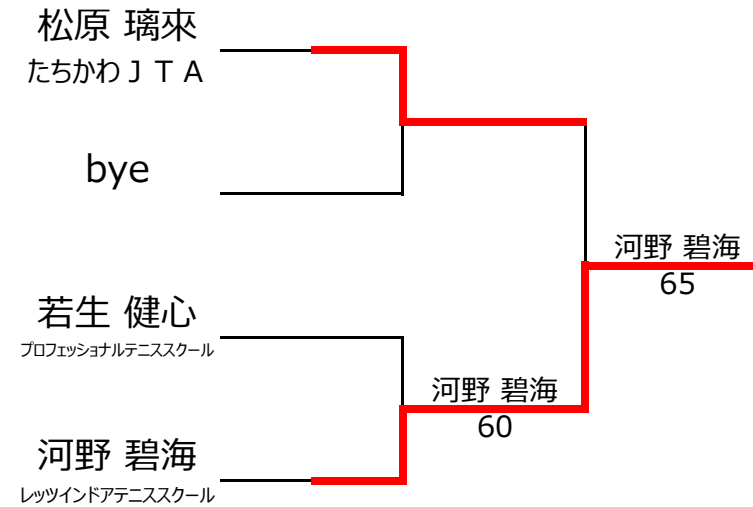 松原 璃來
たちかわＪＴＡ
bye
河野 碧海
65
若生 健心
プロフェッショナルテニススクール
河野 碧海
60
河野 碧海
レッツインドアテニススクール